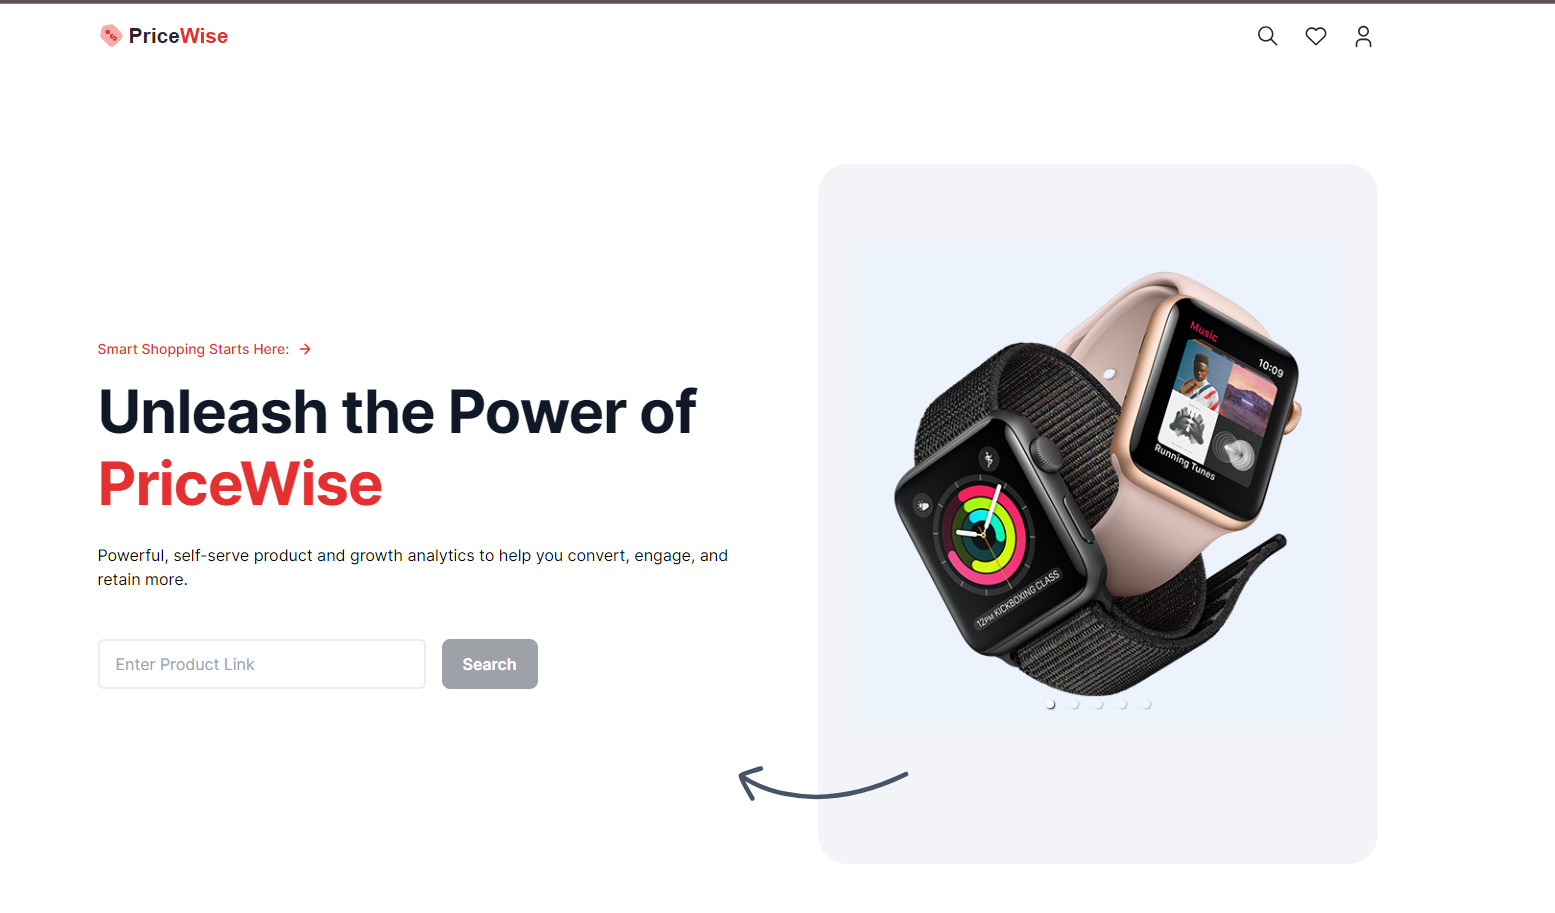 PriceWise
Smart Shopping Starts Here:
Unleash the Power of
PriceWise
Powerful, self-serve product and growth analytics to help you convert, engage, and
retain more.
Enter Product Link
Search
Music
10:09
Running Tunes
12PM KICKBOXING CLASS